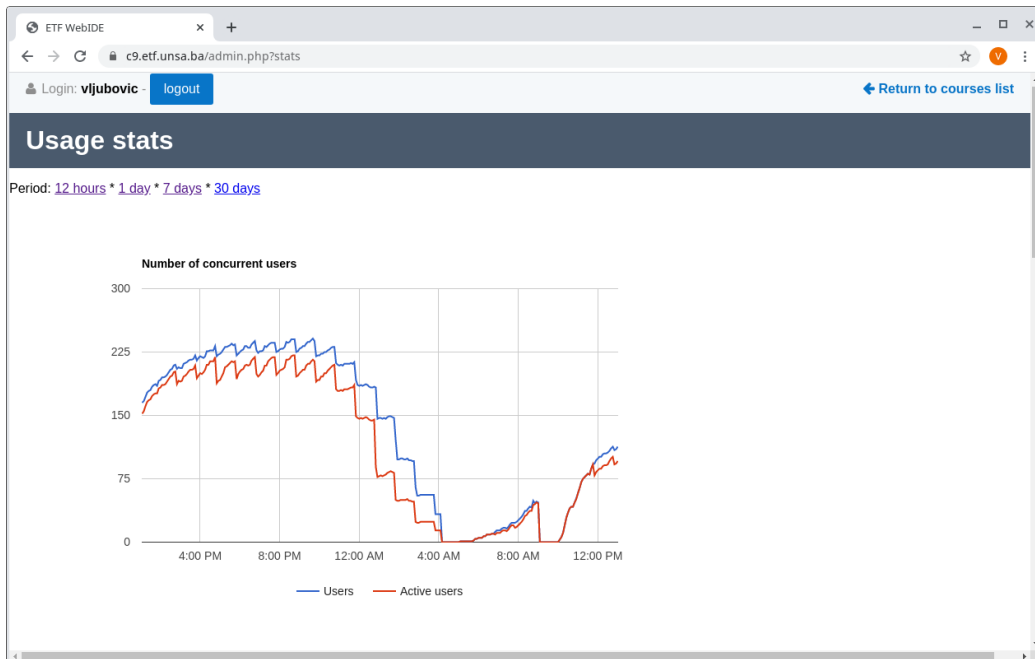 ETF WebIDE
c9.etf.unsa.ba/admin.php?stats
V
Login: vljubovic - logout
Return to courses list
Usage stats
Period: 12 hours * 1 day * 7 days * 30 days
Number of concurrent users
300
225
150
75
0
4:00 PM 8:00 PM 12:00 AM 4:00 AM 8:00 AM 12:00 PM
Users Active users